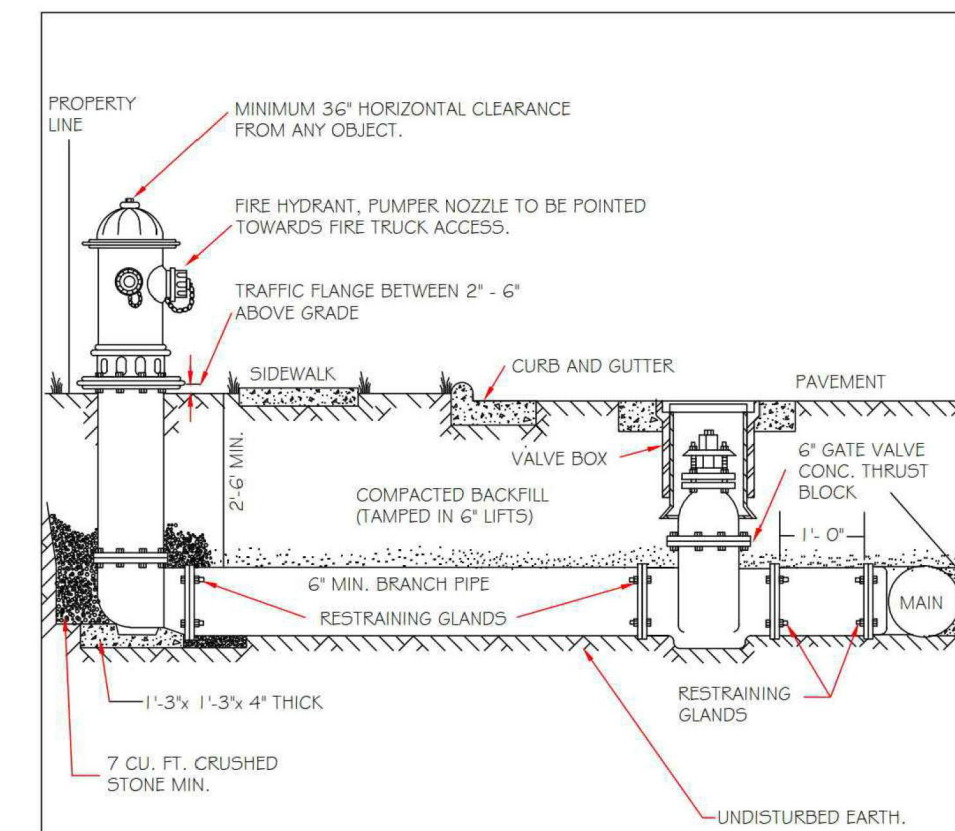 PROPERTY
LINE
MINIMUM 36" HORIZONTAL CLEARANCE
FROM ANY OBJECT.
FIRE HYDRANT, PUMPER NOZZLE TO BE POINTED
TOWARDS FIRE TRUCK ACCESS.
TRAFFIC FLANGE BETWEEN 2" - 6"
ABOVE GRADE
SIDEWALK
CURB AND GUTTER
PAVEMENT
2'-6' MIN.
VALVE BOX
6" GATE VALVE
CONC. THRUST
BLOCK
COMPACTED BACKFILL
(TAMPED IN 6" LIFTS)
1'- 0"
6" MIN. BRANCH PIPE
RESTRAINING GLANDS
MAIN
1'-3"x 1'-3"x 4" THICK
RESTRAINING
GLANDS
7 CU. FT. CRUSHED
STONE MIN.
UNDISTURBED EARTH.